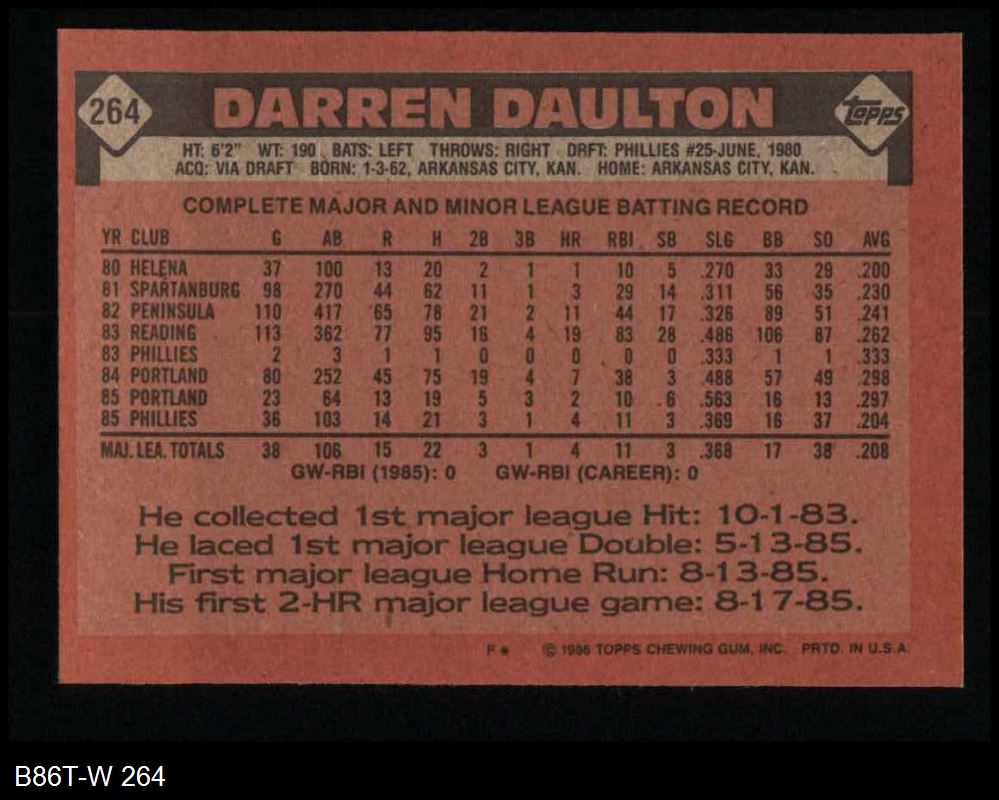 264 DARREN DAULTON topps
HT: 6'2" WT: 190 BATS: LEFT THROWS: RIGHT DRFT: PHILLIES #25-JUNE, 1980
ACQ: VIA DRAFT BORN: 1-3-62, ARKANSAS CITY, KAN. HOME: ARKANSAS CITY, KAN.
COMPLETE MAJOR AND MINOR LEAGUE BATTING RECORD
YR CLUB G AB R H 2B 3B HR RBI SB SLG BB SO AVG
80 HELENA 37 100 13 20 2 1 1 10 5 .270 33 29 .200
81 SPARTANBURG 98 270 44 62 11 1 3 29 14 .311 56 35 .230
82 PENINSULA 110 417 65 78 21 2 11 44 17 .326 89 51 .241
83 READING 113 362 77 95 16 4 19 83 28 .486 106 87 .262
83 PHILLIES 2 3 1 1 0 0 0 0 0 .333 1 1 .333
84 PORTLAND 80 252 45 75 19 4 7 38 3 .488 57 49 .298
85 PORTLAND 23 64 13 19 5 3 2 10 6 .563 16 13 .297
85 PHILLIES 36 103 14 21 3 1 4 11 3 .369 16 37 .204
MAJ. LEA. TOTALS 38 106 15 22 3 1 4 11 3 .368 17 38 .208
GW-RBI (1985): 0 GW-RBI (CAREER): 0
He collected 1st major league Hit: 10-1-83.
He laced 1st major league Double: 5-13-85.
First major league Home Run: 8-13-85.
His first 2-HR major league game: 8-17-85.
F* © 1986 TOPPS CHEWING GUM, INC. PRTD. IN U.S.A.
B86T-W 264